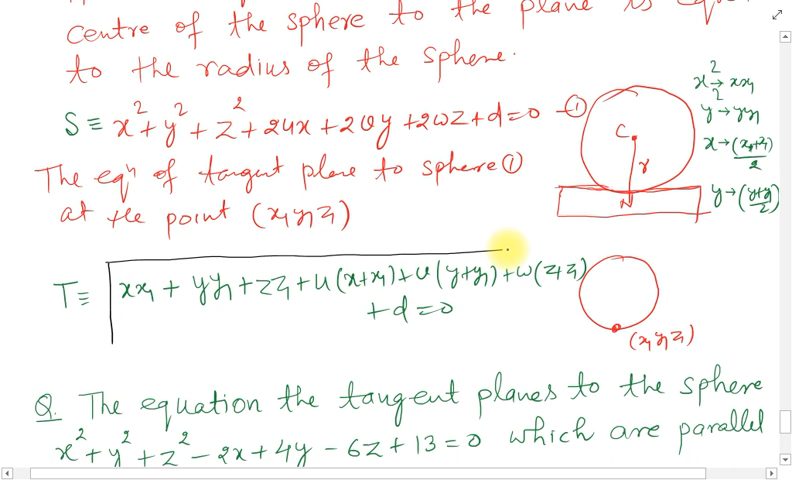 centre of the sphere to the plane is
to the radius of the sphere.
S ≡ x² + y² + z² + 2ux + 2vy + 2wz + d = 0 — ①
The eqⁿ of tangent plane to sphere ①
at the point (x₁ y₁ z₁)
T ≡ xx₁ + yy₁ + zz₁ + u(x+x₁) + v(y+y₁) + w(z+z₁)
+ d = 0
Q. The equation the tangent planes to the sphere
x² + y² + z² − 2x + 4y − 6z + 13 = 0 which are parallel
x² → xx₁
y² → yy₁
x → (x+x₁)/2
y → (y+y₁)/2
C
r
N
(x₁ y₁ z₁)